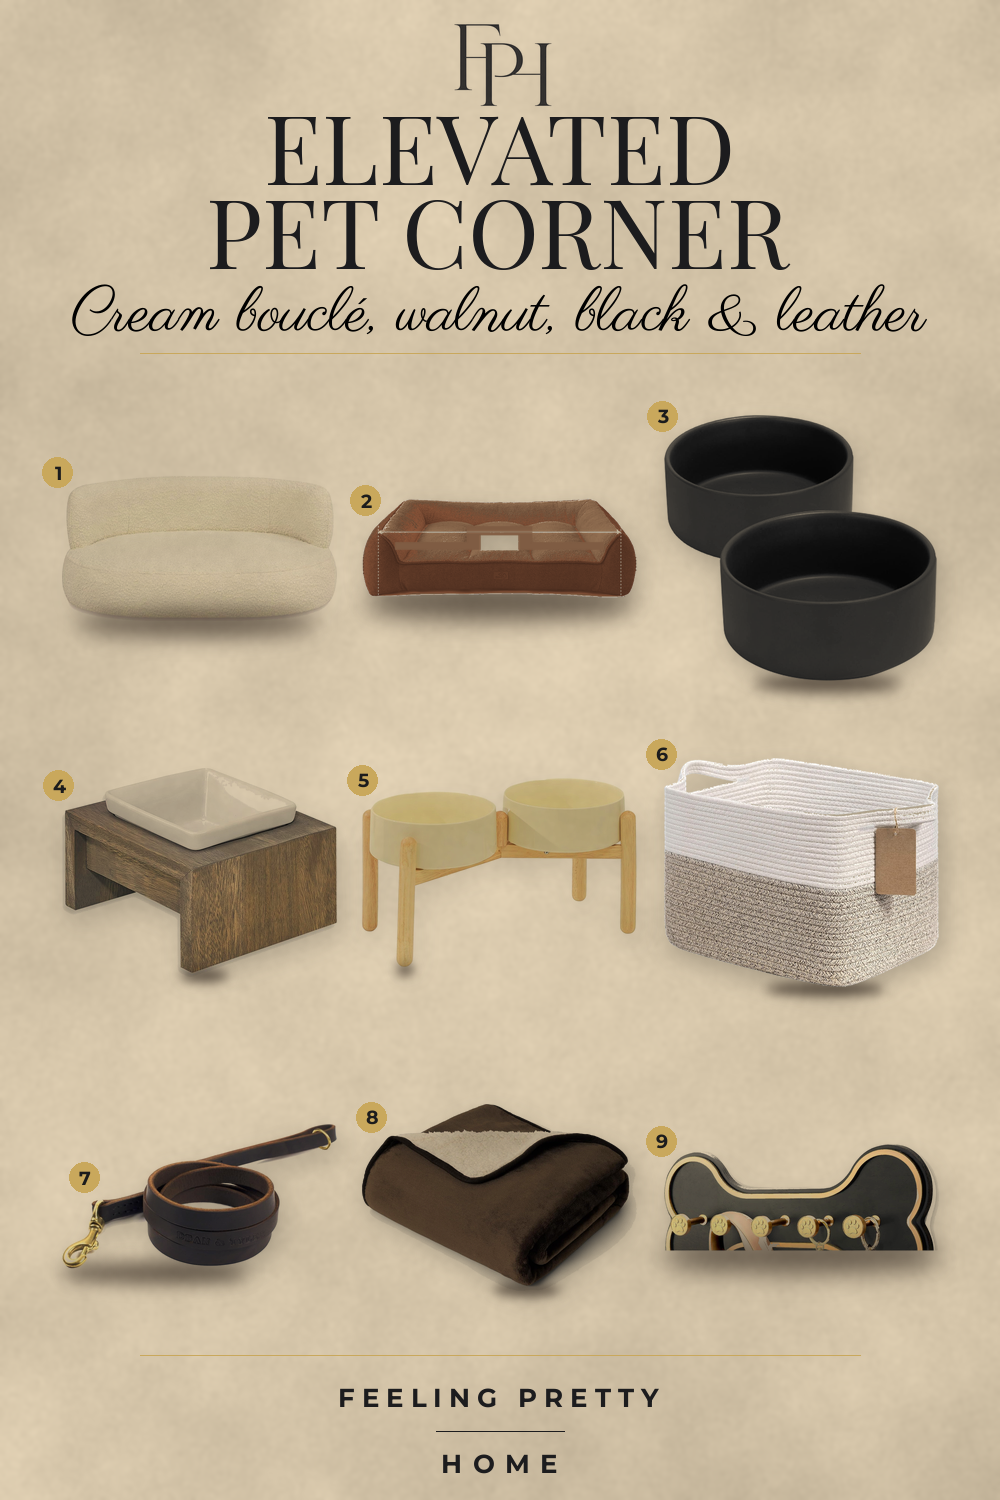 FPH
ELEVATED
PET CORNER
Cream bouclé, walnut, black & leather
1
2
3
4
5
6
7
8
9
FEELING PRETTY
HOME